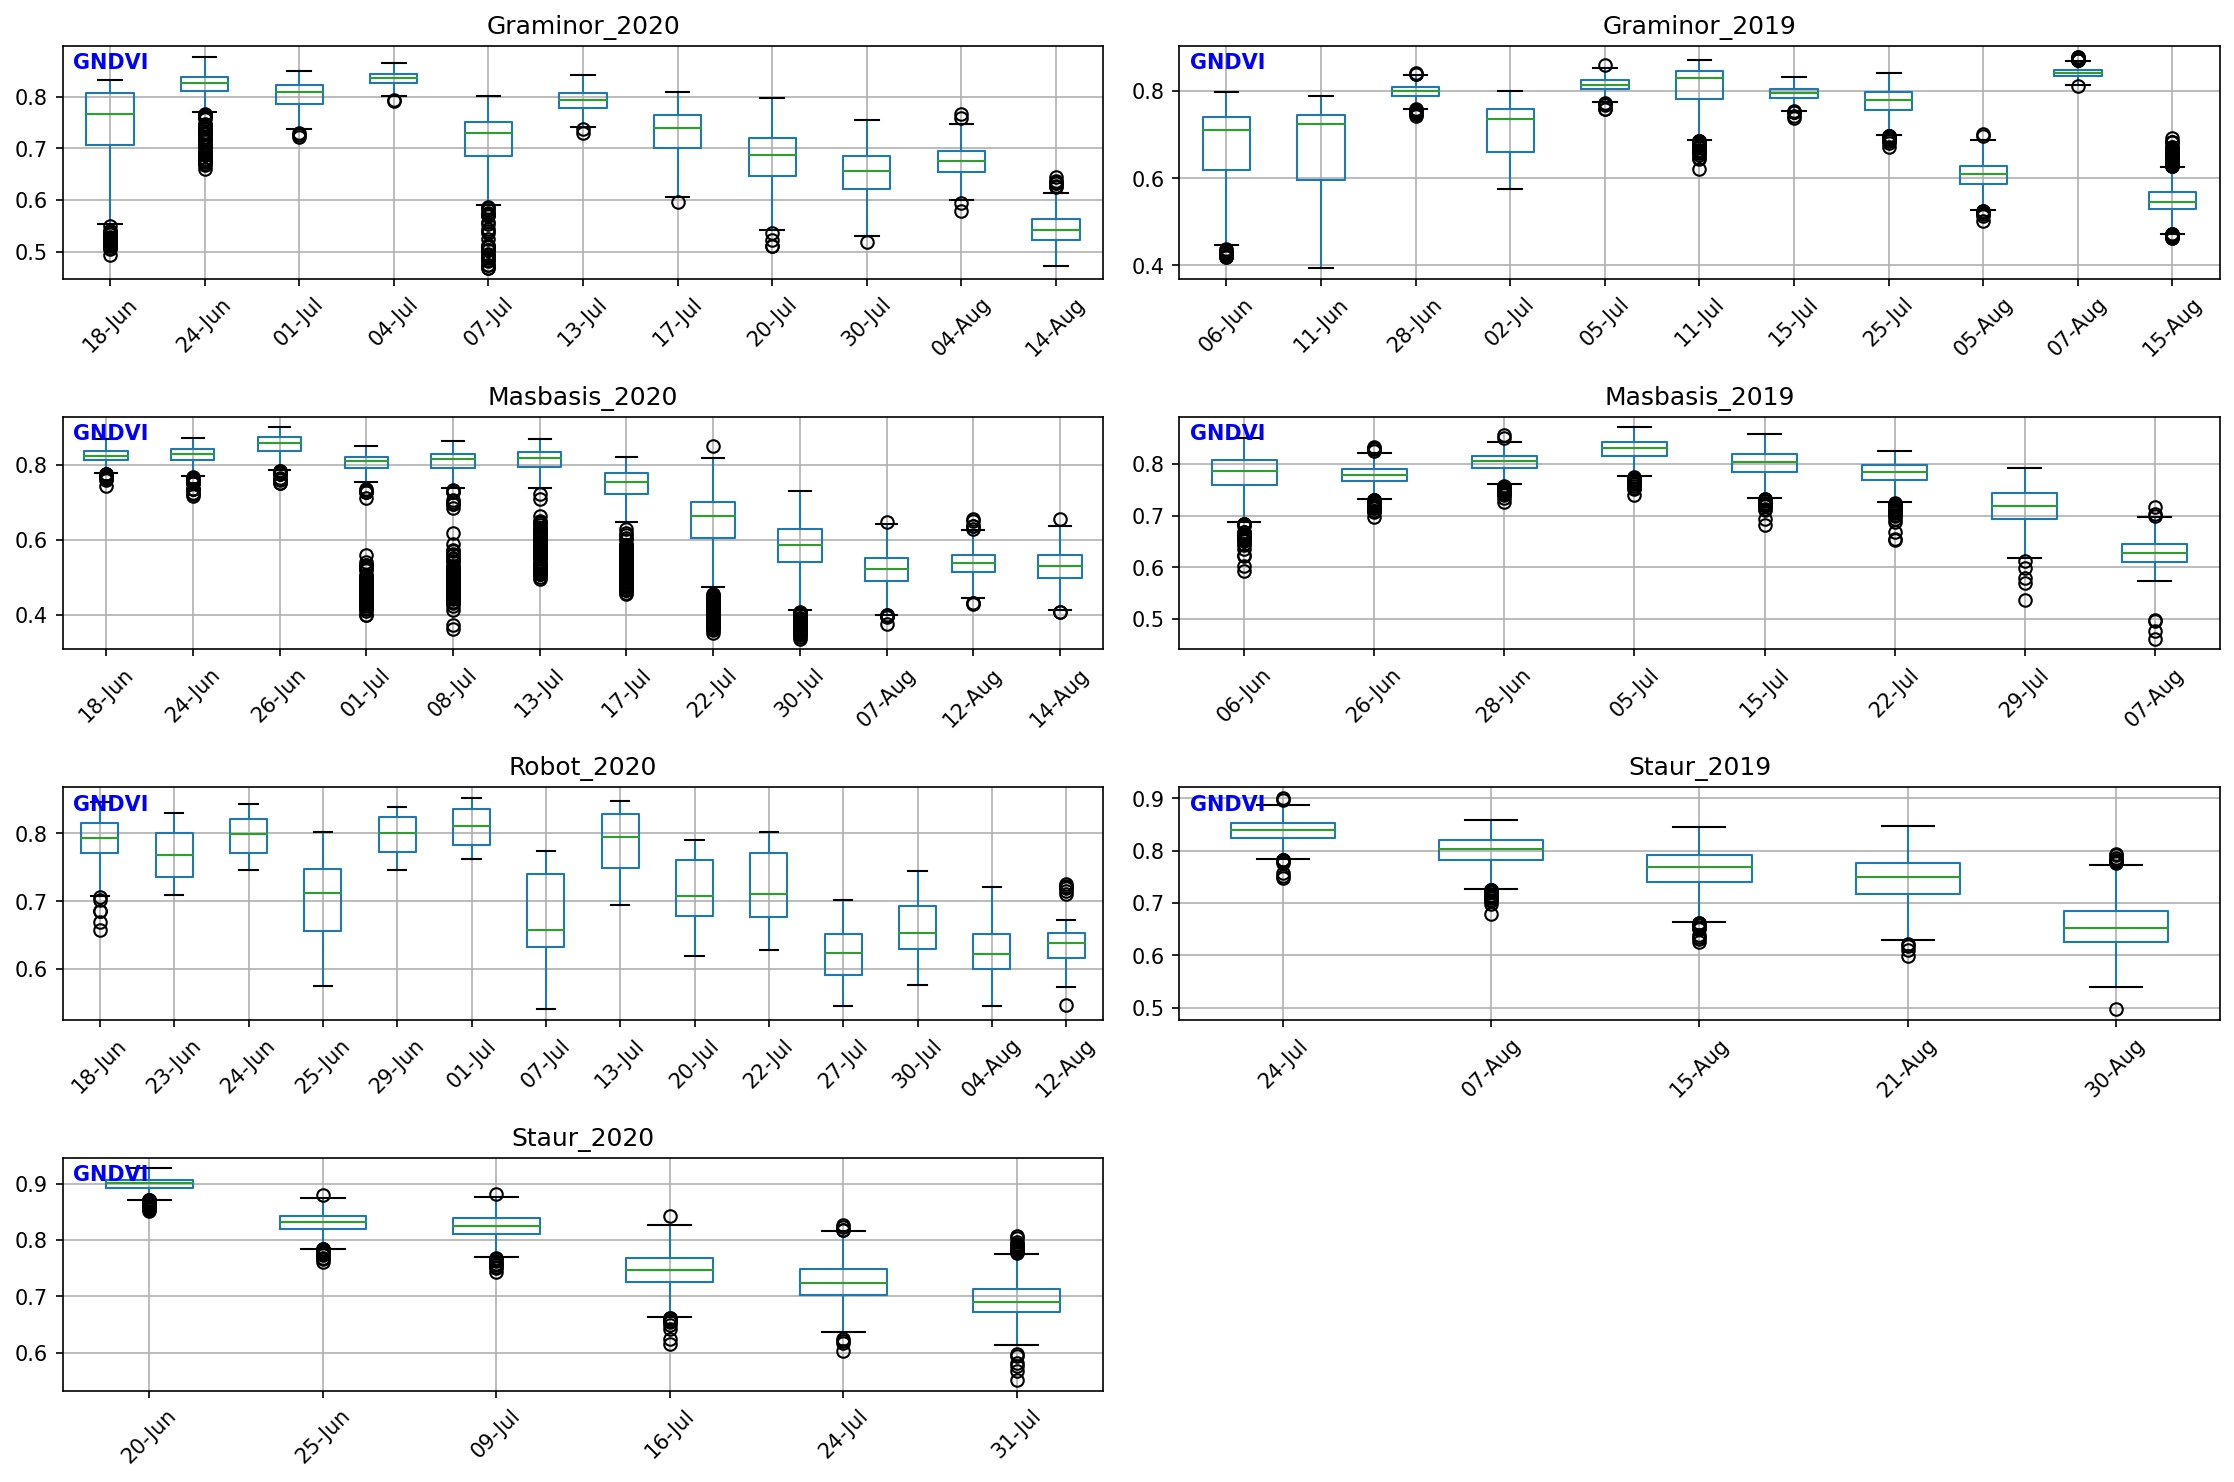 Graminor_2020
GNDVI
0.8
0.7
0.6
0.5
18-Jun 24-Jun 01-Jul 04-Jul 07-Jul 13-Jul 17-Jul 20-Jul 30-Jul 04-Aug 14-Aug
Graminor_2019
GNDVI
0.8
0.6
0.4
06-Jun 11-Jun 28-Jun 02-Jul 05-Jul 11-Jul 15-Jul 25-Jul 05-Aug 07-Aug 15-Aug
Masbasis_2020
GNDVI
0.8
0.6
0.4
18-Jun 24-Jun 26-Jun 01-Jul 08-Jul 13-Jul 17-Jul 22-Jul 30-Jul 07-Aug 12-Aug 14-Aug
Masbasis_2019
GNDVI
0.8
0.7
0.6
0.5
06-Jun 26-Jun 28-Jun 05-Jul 15-Jul 22-Jul 29-Jul 07-Aug
Robot_2020
GNDVI
0.8
0.7
0.6
18-Jun 23-Jun 24-Jun 25-Jun 29-Jun 01-Jul 07-Jul 13-Jul 20-Jul 22-Jul 27-Jul 30-Jul 04-Aug 12-Aug
Staur_2019
GNDVI
0.9
0.8
0.7
0.6
0.5
24-Jul 07-Aug 15-Aug 21-Aug 30-Aug
Staur_2020
GNDVI
0.9
0.8
0.7
0.6
20-Jun 25-Jun 09-Jul 16-Jul 24-Jul 31-Jul